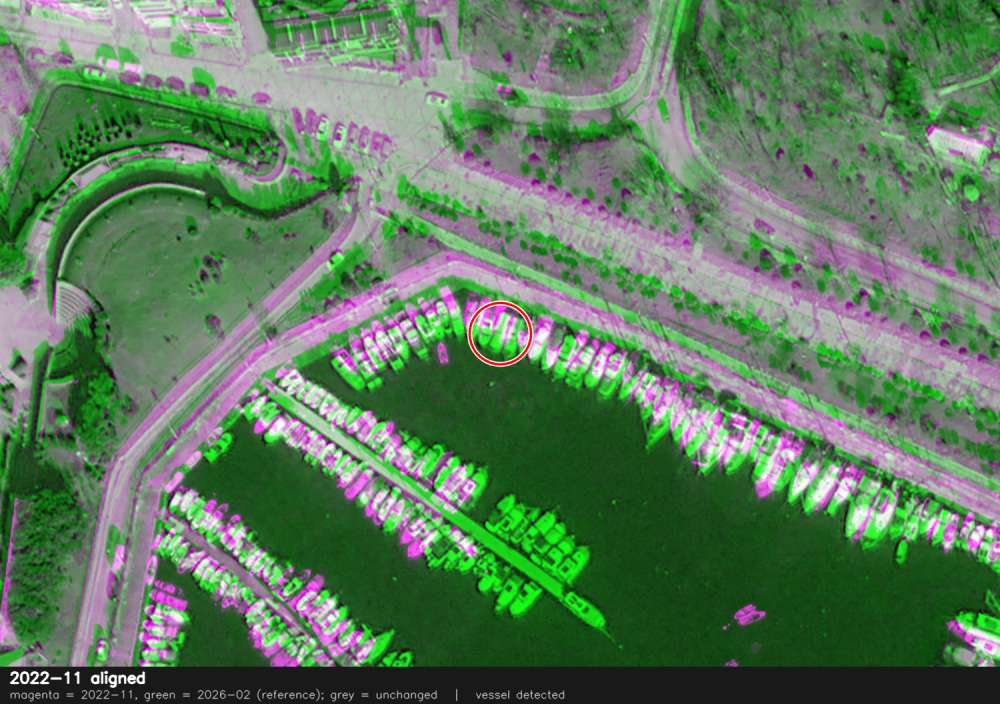 2022-11 aligned
magenta = 2022-11, green = 2026-02 (reference); grey = unchanged | vessel detected